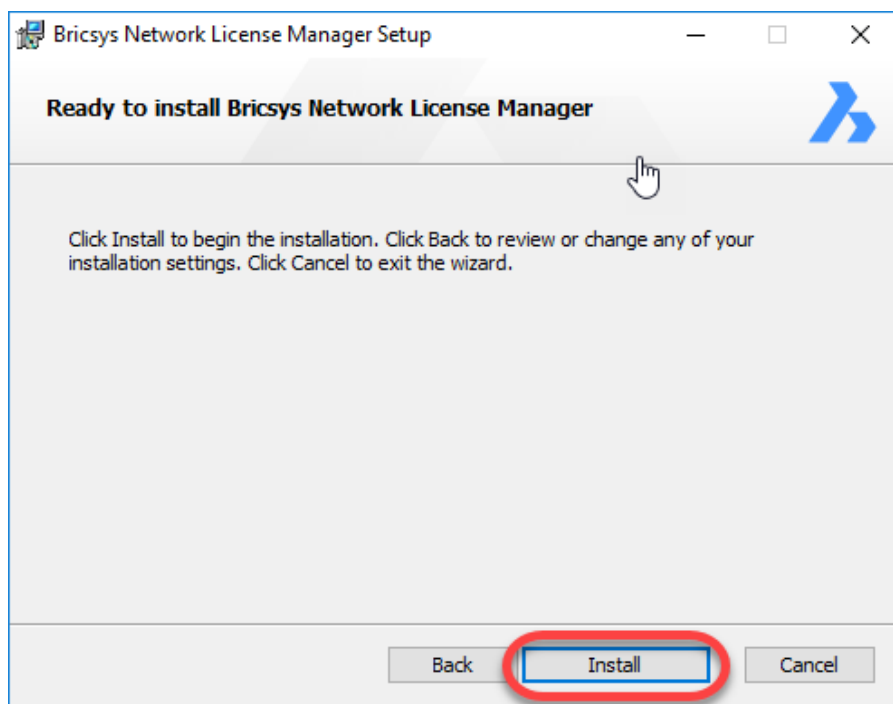 Bricsys Network License Manager Setup
Ready to install Bricsys Network License Manager
Click Install to begin the installation. Click Back to review or change any of your
installation settings. Click Cancel to exit the wizard.
Back Install Cancel